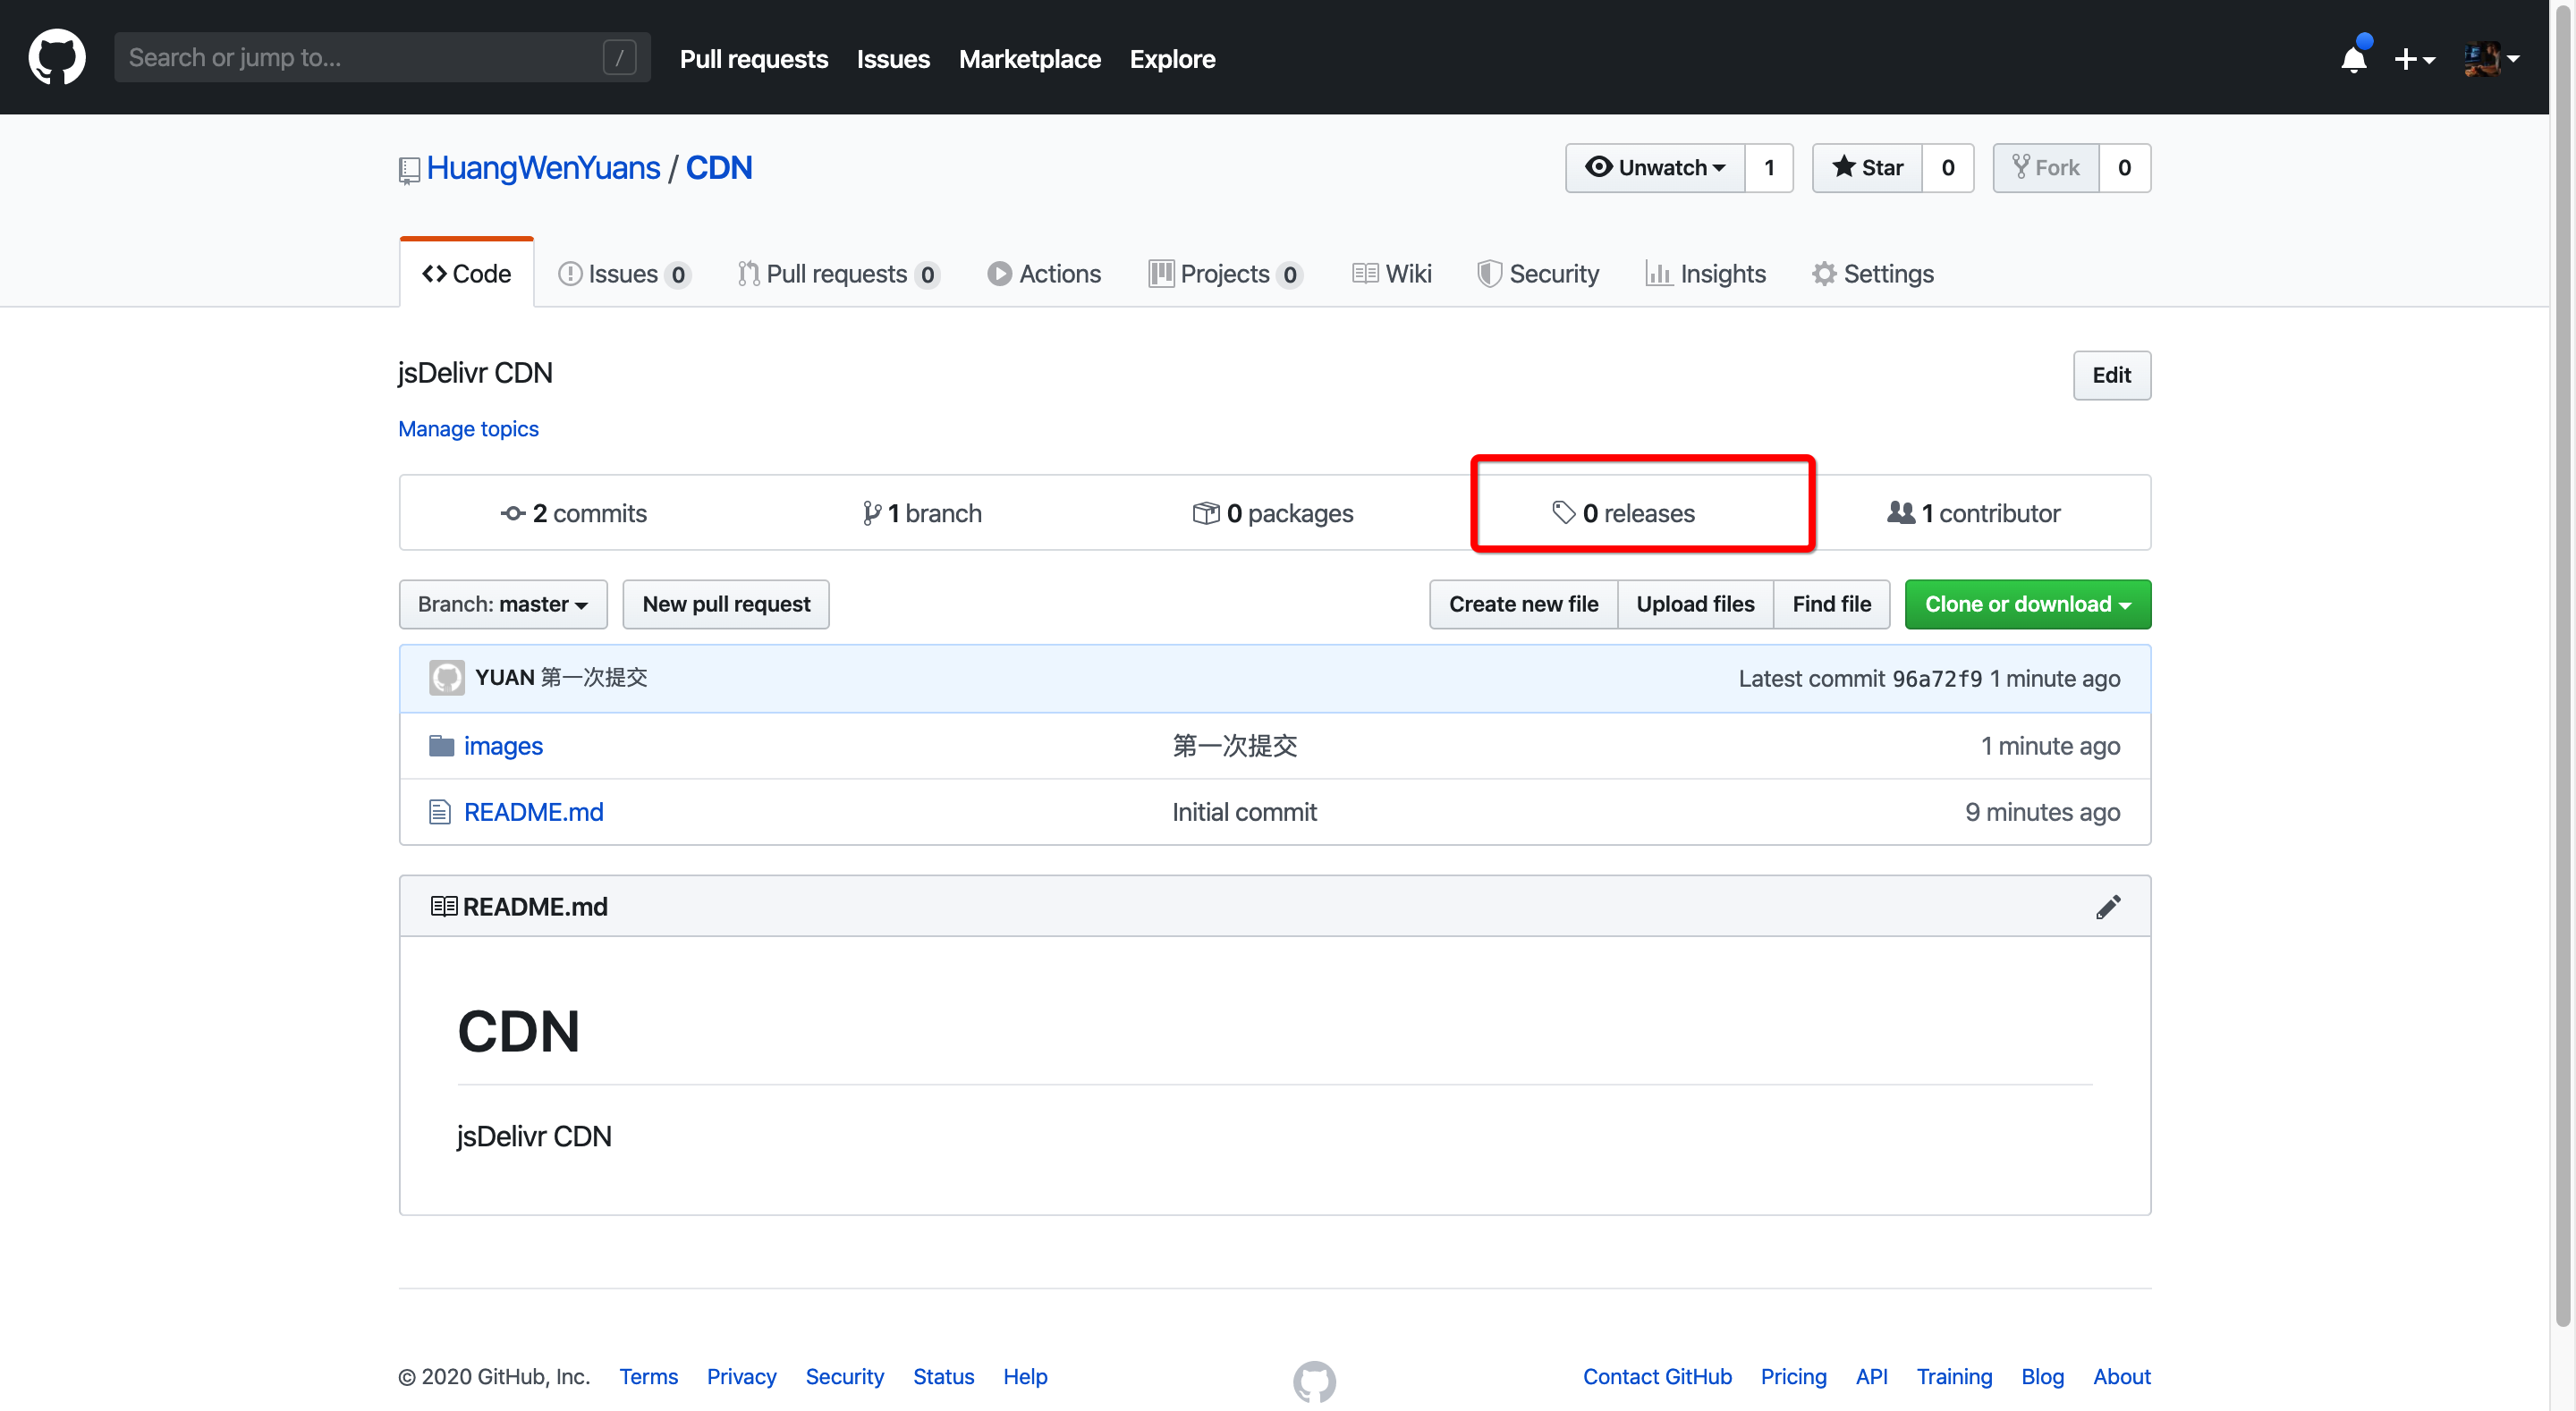 Search or jump to... / Pull requests Issues Marketplace Explore
HuangWenYuans / CDN Unwatch 1 Star 0 Fork 0
Code Issues 0 Pull requests 0 Actions Projects 0 Wiki Security Insights Settings
jsDelivr CDN Edit
Manage topics
2 commits 1 branch 0 packages 0 releases 1 contributor
Branch: master New pull request Create new file Upload files Find file Clone or download
YUAN 第一次提交 Latest commit 96a72f9 1 minute ago
images 第一次提交 1 minute ago
README.md Initial commit 9 minutes ago
README.md
CDN
jsDelivr CDN
© 2020 GitHub, Inc. Terms Privacy Security Status Help Contact GitHub Pricing API Training Blog About